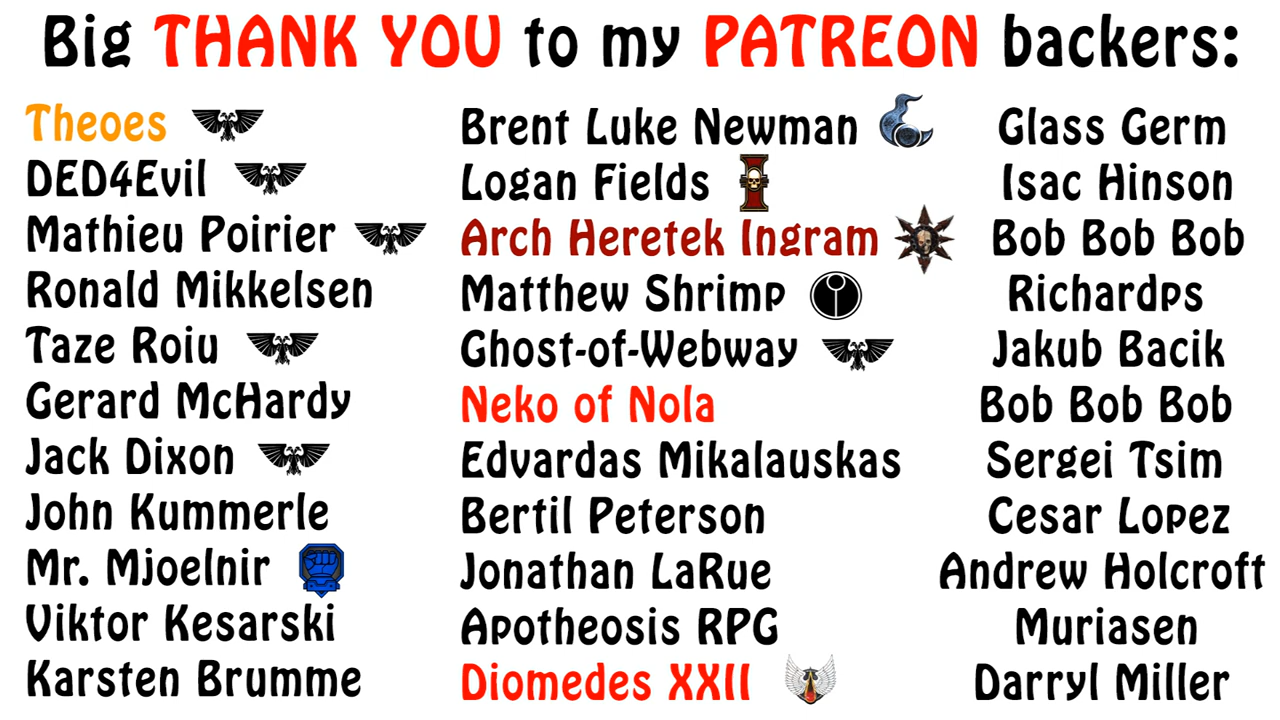 Big THANK YOU to my PATREON backers:
Theoes
DED4Evil
Mathieu Poirier
Ronald Mikkelsen
Taze Roiu
Gerard McHardy
Jack Dixon
John Kummerle
Mr. Mjoelnir
Viktor Kesarski
Karsten Brumme
Brent Luke Newman
Logan Fields
Arch Heretek Ingram
Matthew Shrimp
Ghost-of-Webway
Neko of Nola
Edvardas Mikalauskas
Bertil Peterson
Jonathan LaRue
Apotheosis RPG
Diomedes XXII
Glass Germ
Isac Hinson
Bob Bob Bob
Richardps
Jakub Bacik
Bob Bob Bob
Sergei Tsim
Cesar Lopez
Andrew Holcroft
Muriasen
Darryl Miller